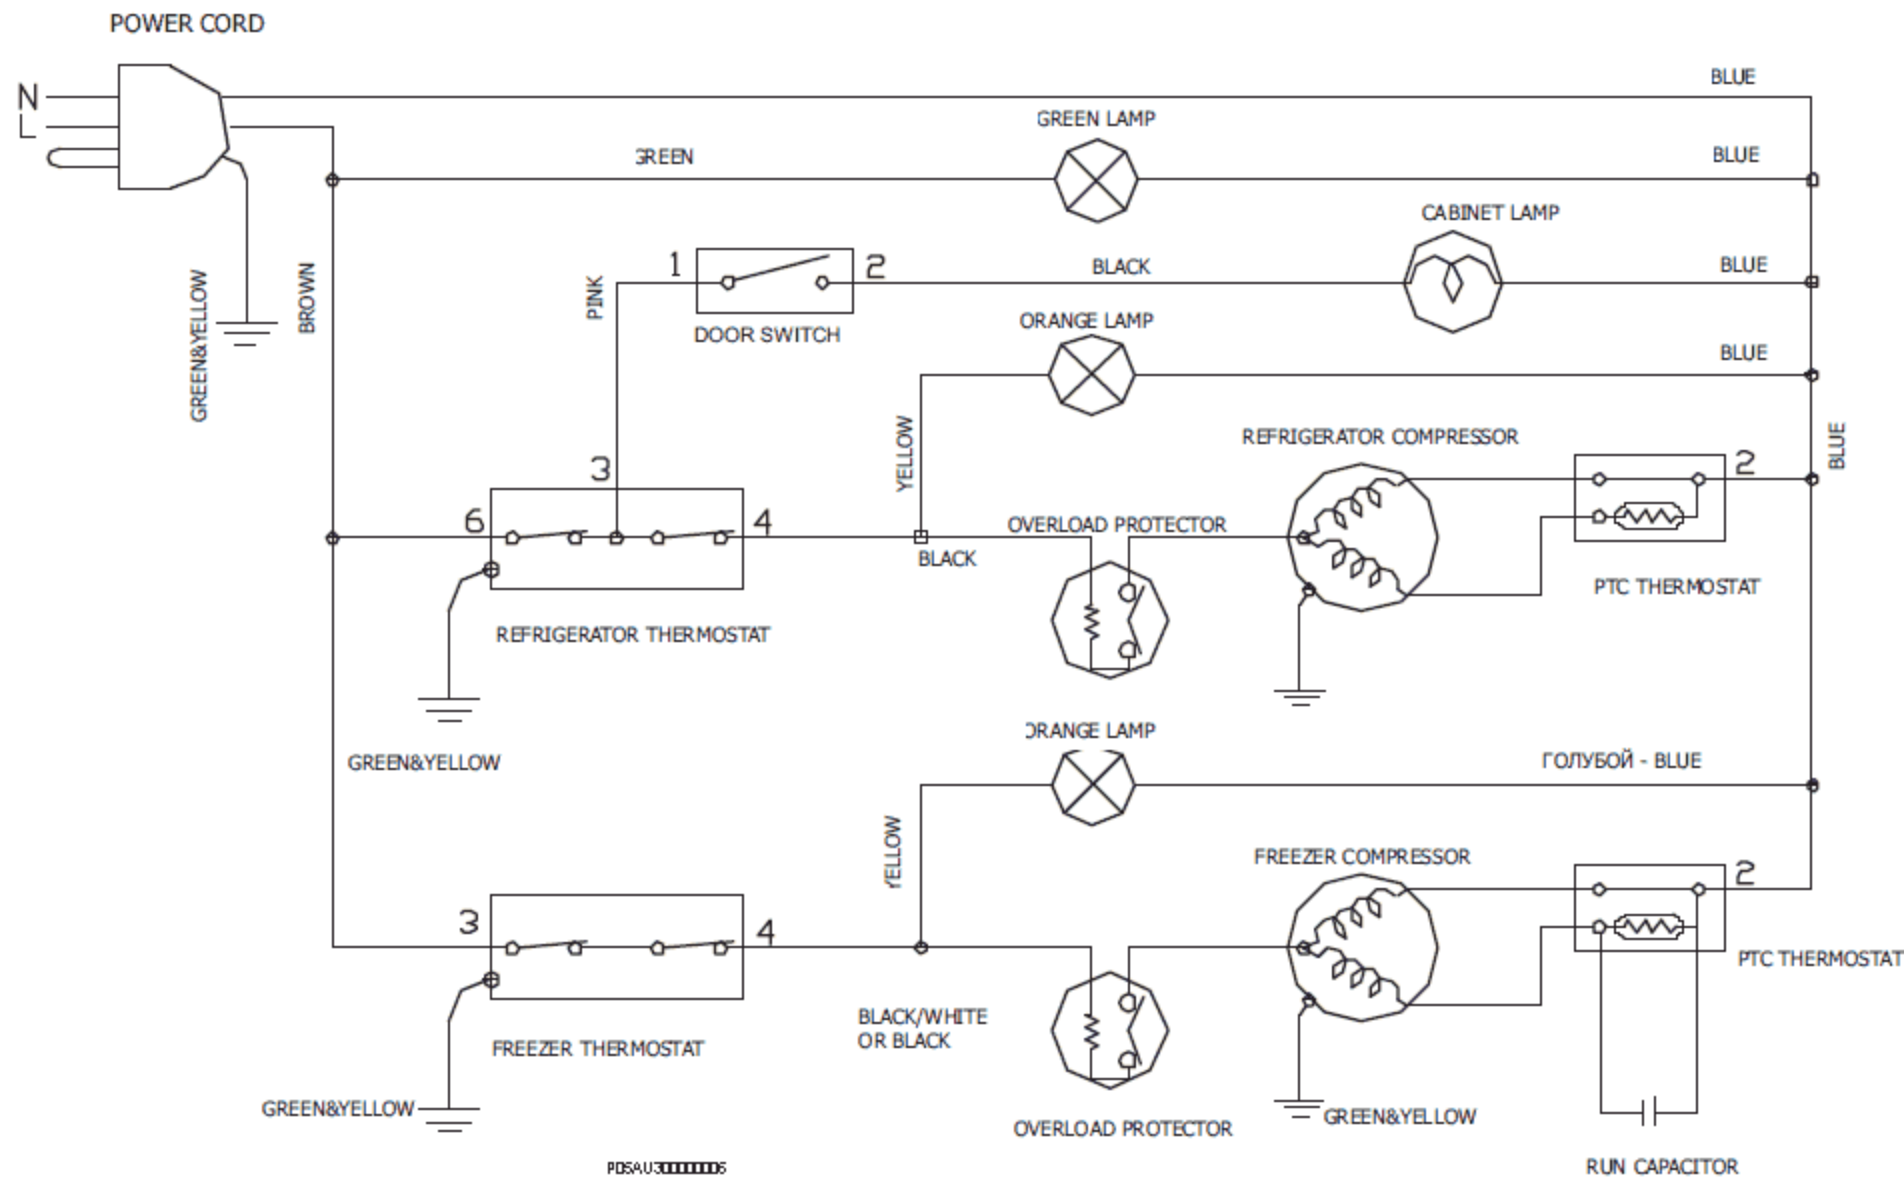 POWER CORD
N
L
BLUE
GREEN LAMP
GREEN
BLUE
CABINET LAMP
GREEN&YELLOW
BROWN
PINK
1
2
BLACK
BLUE
DOOR SWITCH
ORANGE LAMP
BLUE
YELLOW
REFRIGERATOR COMPRESSOR
BLUE
3
2
6
4
OVERLOAD PROTECTOR
BLACK
PTC THERMOSTAT
REFRIGERATOR THERMOSTAT
GREEN&YELLOW
ORANGE LAMP
ГОЛУБОЙ - BLUE
YELLOW
FREEZER COMPRESSOR
2
3
4
PTC THERMOSTAT
BLACK/WHITE
OR BLACK
FREEZER THERMOSTAT
GREEN&YELLOW
GREEN&YELLOW
OVERLOAD PROTECTOR
RUN CAPACITOR